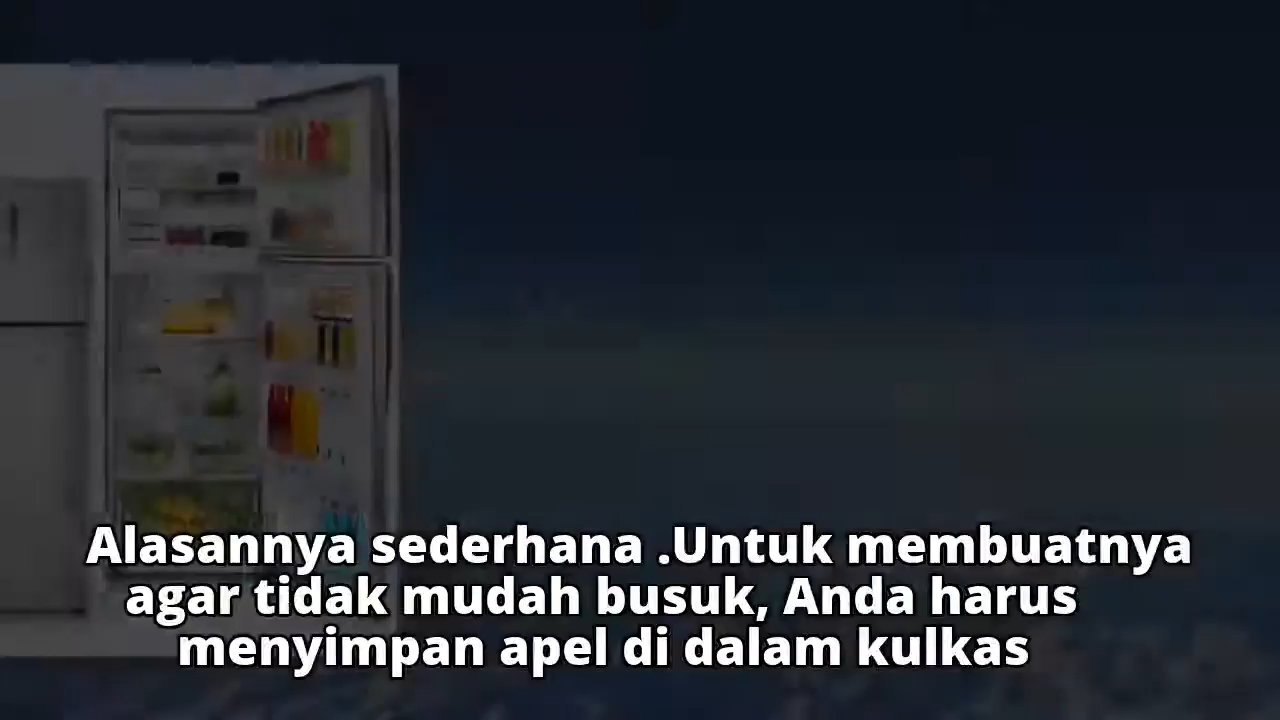 Alasannya sederhana .Untuk membuatnya
agar tidak mudah busuk, Anda harus
menyimpan apel di dalam kulkas